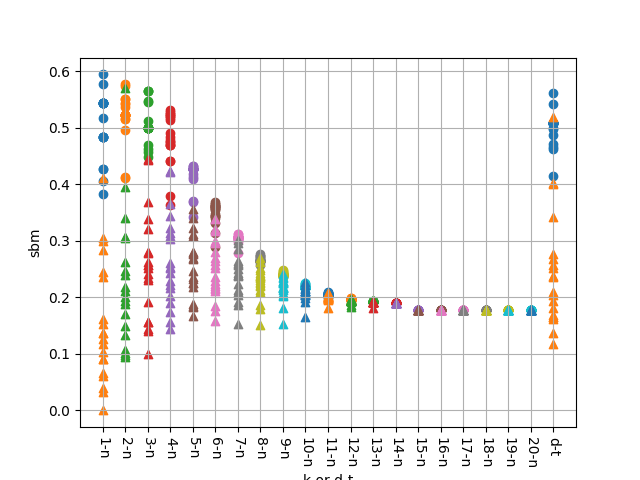 0.6
0.5
0.4
0.3
0.2
0.1
0.0
sbm
1-n
2-n
3-n
4-n
5-n
6-n
7-n
8-n
9-n
10-n
11-n
12-n
13-n
14-n
15-n
16-n
17-n
18-n
19-n
20-n
d-t
k or d-t